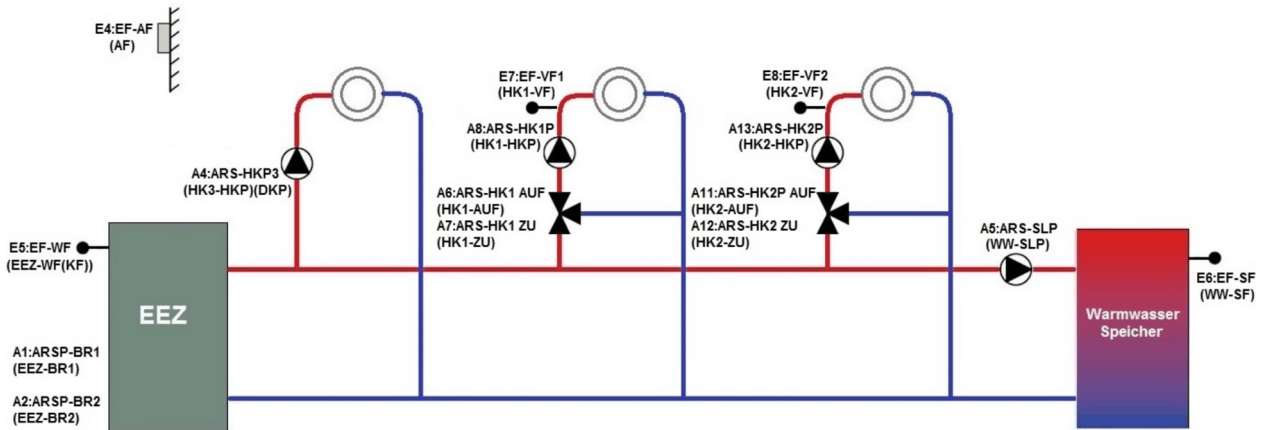 E4:EF-AF
(AF)
E7:EF-VF1
(HK1-VF)
E8:EF-VF2
(HK2-VF)
A8:ARS-HK1P
(HK1-HKP)
A13:ARS-HK2P
(HK2-HKP)
A4:ARS-HKP3
(HK3-HKP)(DKP)
A6:ARS-HK1 AUF
(HK1-AUF)
A7:ARS-HK1 ZU
(HK1-ZU)
A11:ARS-HK2P AUF
(HK2-AUF)
A12:ARS-HK2 ZU
(HK2-ZU)
E5:EF-WF
(EEZ-WF(KF))
A5:ARS-SLP
(WW-SLP)
E6:EF-SF
(WW-SF)
EEZ
Warmwasser
Speicher
A1:ARSP-BR1
(EEZ-BR1)
A2:ARSP-BR2
(EEZ-BR2)